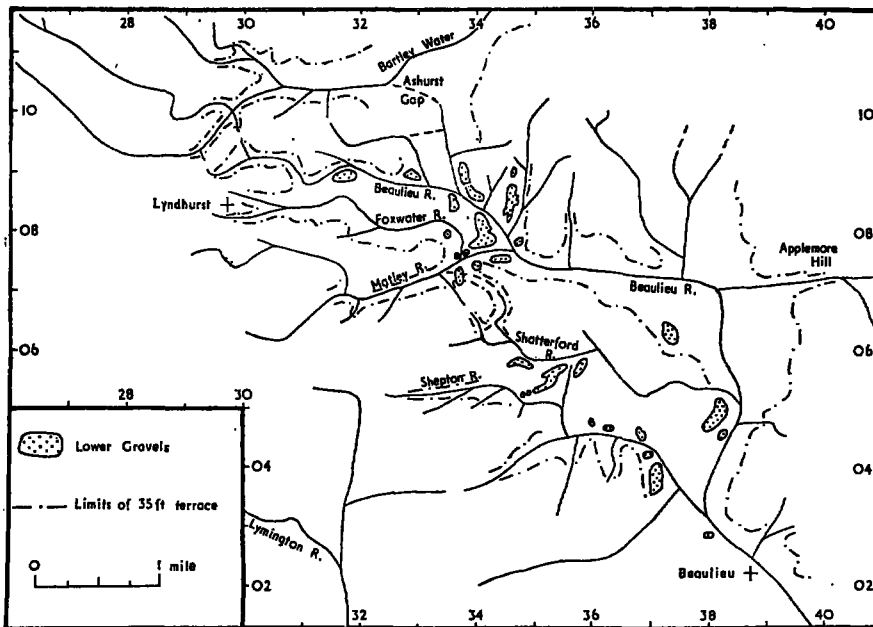 30 32 34 36 38 40
Bartley Water
Ashurst
Gap
10
10
Beaulieu R.
Lyndhurst
Foxwater R.
08
08
Applemore
Hill
Matley R.
Beaulieu R.
Shatterford
R.
06
06
Shepton R.
28
30
Lower Gravels
04
04
Limits of 35ft terrace
Lymington R.
0 1 mile
02
02
Beaulieu
32 34 36 38 40